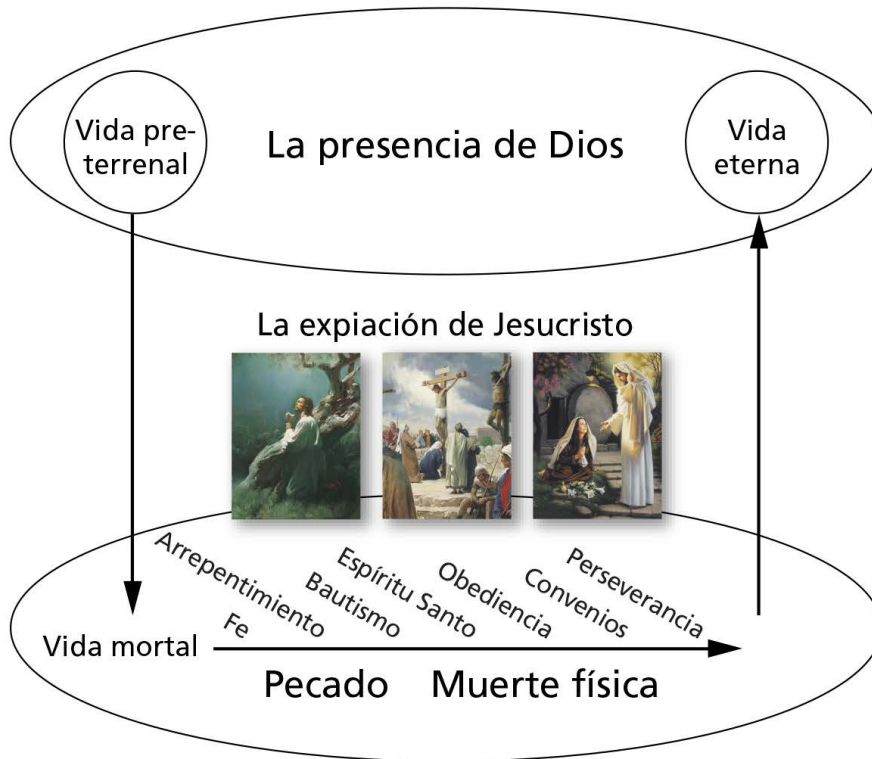 Vida pre-
terrenal
La presencia de Dios
Vida
eterna
La expiación de Jesucristo
Fe
Arrepentimiento
Bautismo
Espíritu Santo
Obediencia
Convenios
Perseverancia
Vida mortal
Pecado
Muerte física